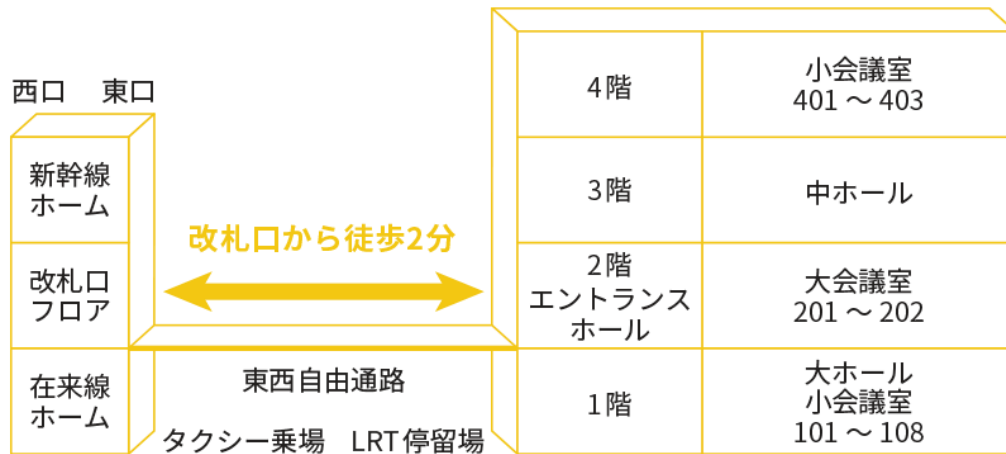 西口　東口
新幹線
ホーム
改札口
フロア
在来線
ホーム
改札口から徒歩2分
東西自由通路
タクシー乗場　LRT停留場
4階
小会議室
401～403
3階
中ホール
2階
エントランス
ホール
大会議室
201～202
1階
大ホール
小会議室
101～108